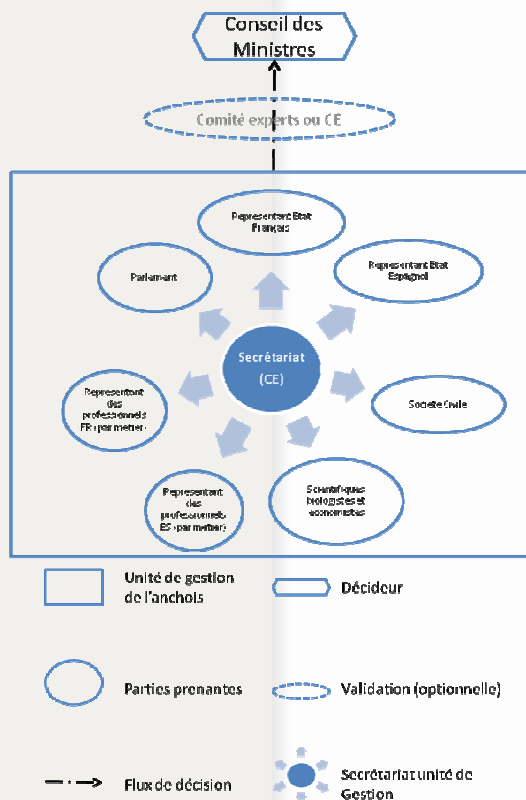 Conseil des
Ministres
Comité experts ou CE
Representant Etat
Français
Parlamant
Representant Etat
Espagnol
Secrétariat
(CE)
Representant
des
professionnels
FR (par metier)
Societe Civile
Representant
des
professionnels
ES (par metier)
Scientifiques
biologistes et
economistes
Unité de gestion
de l'anchois
Décideur
Parties prenantes
Validation (optionnelle)
Flux de décision
Secrétariat unité de
Gestion